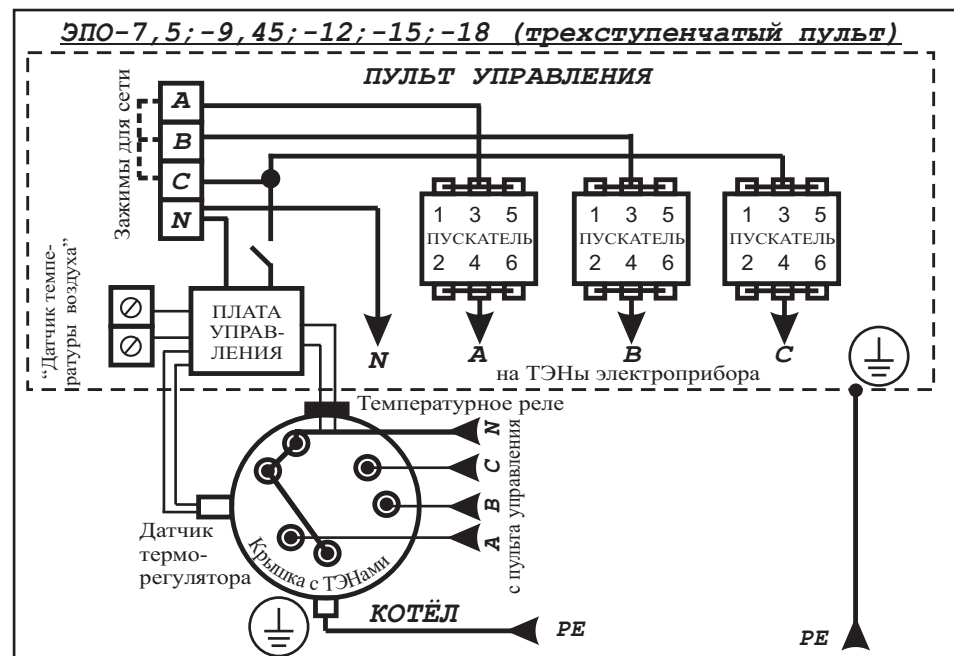 ЭПО-7,5;-9,45;-12;-15;-18 (трехступенчатый пульт)
ПУЛЬТ УПРАВЛЕНИЯ
Зажимы для сети
A
B
C
N
1 3 5
ПУСКАТЕЛЬ
2 4 6
1 3 5
ПУСКАТЕЛЬ
2 4 6
1 3 5
ПУСКАТЕЛЬ
2 4 6
“Датчик темпе-
ратуры воздуха”
ПЛАТА
УПРАВ-
ЛЕНИЯ
N
A
B
C
на ТЭНы электроприбора
Температурное реле
N
C
B
A
с пульта управления
Датчик
термо-
регулятора
Крышка с ТЭНами
КОТЁЛ
PE
PE